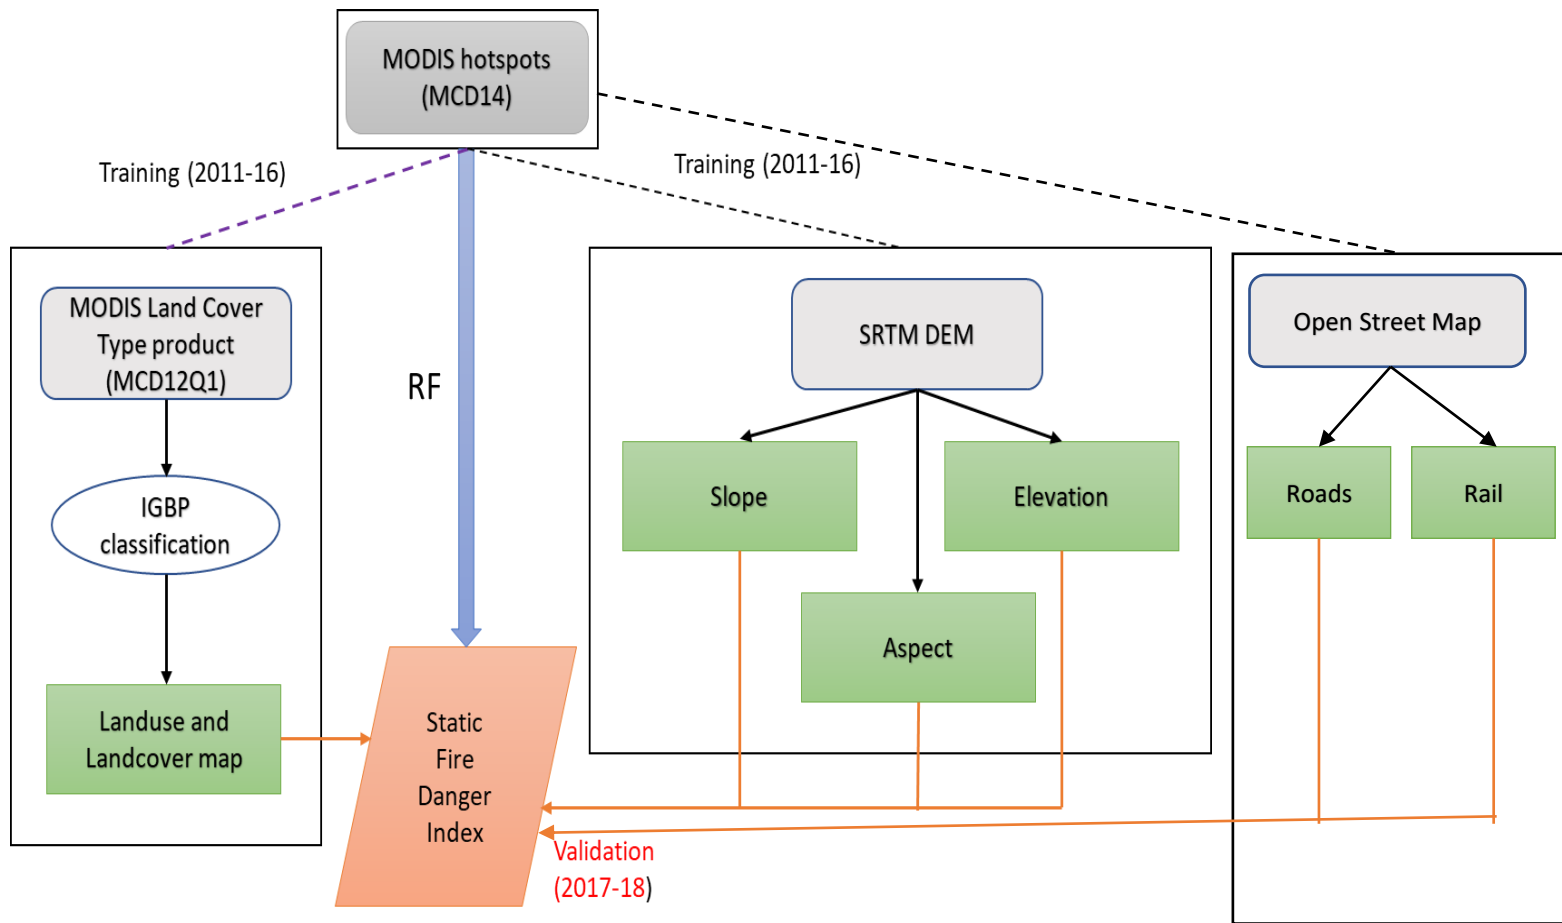 MODIS hotspots
(MCD14)
Training (2011-16)
Training (2011-16)
MODIS Land Cover
Type product
(MCD12Q1)
SRTM DEM
Open Street Map
RF
IGBP
classification
Slope
Elevation
Roads
Rail
Aspect
Landuse and
Landcover map
Static
Fire
Danger
Index
Validation
(2017-18)